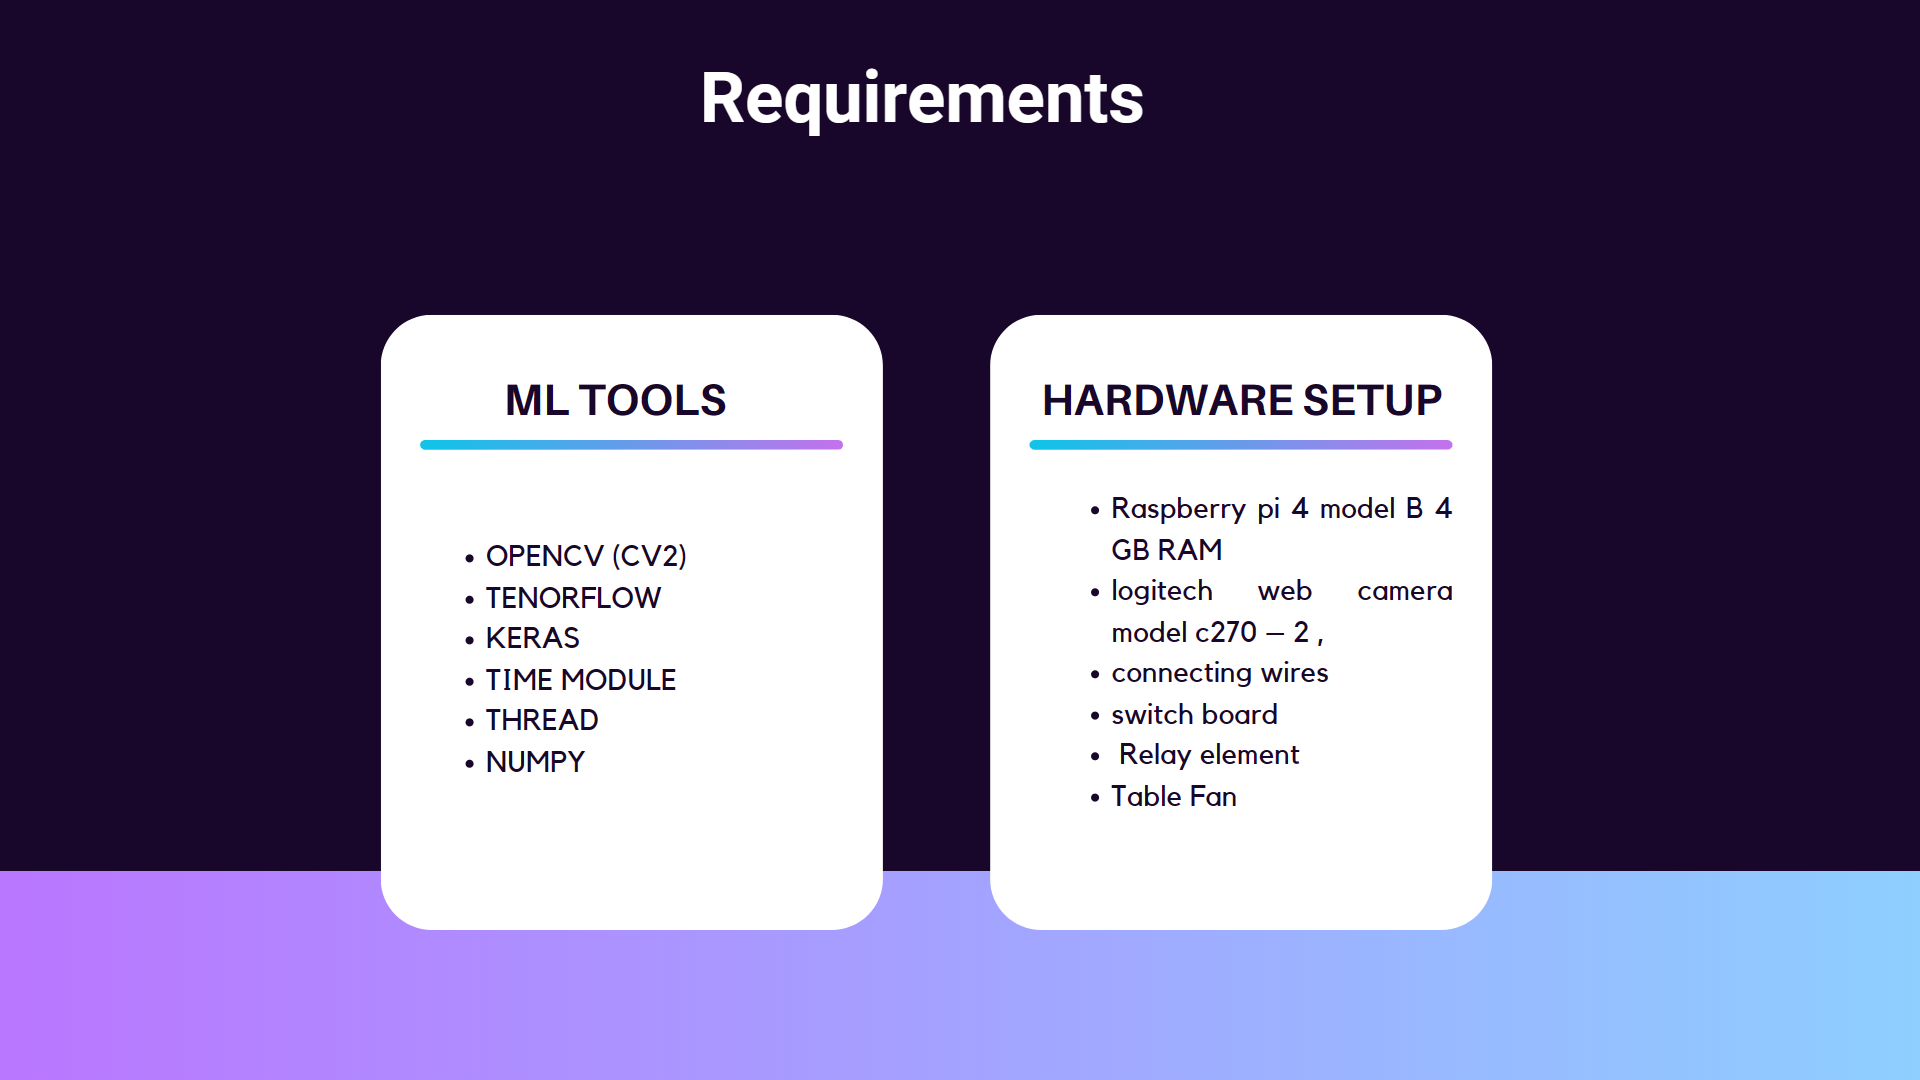 Requirements
ML TOOLS
• OPENCV (CV2)
• TENORFLOW
• KERAS
• TIME MODULE
• THREAD
• NUMPY
HARDWARE SETUP
• Raspberry pi 4 model B 4
GB RAM
• logitech web camera
model c270 – 2 ,
• connecting wires
• switch board
• Relay element
• Table Fan